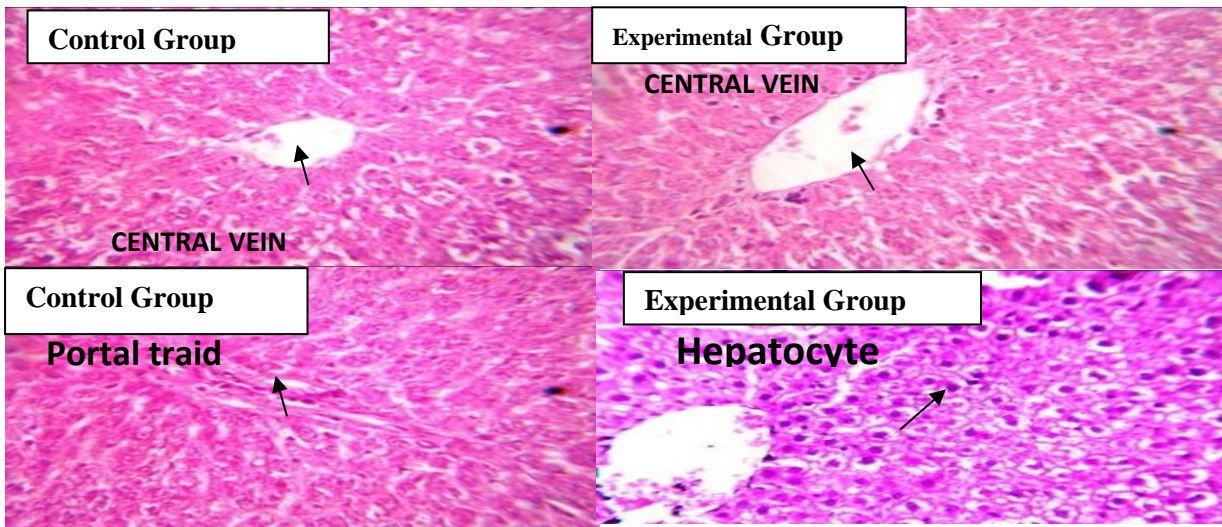 Control Group
CENTRAL VEIN
Experimental Group
CENTRAL VEIN
Control Group
Portal traid
Experimental Group
Hepatocyte